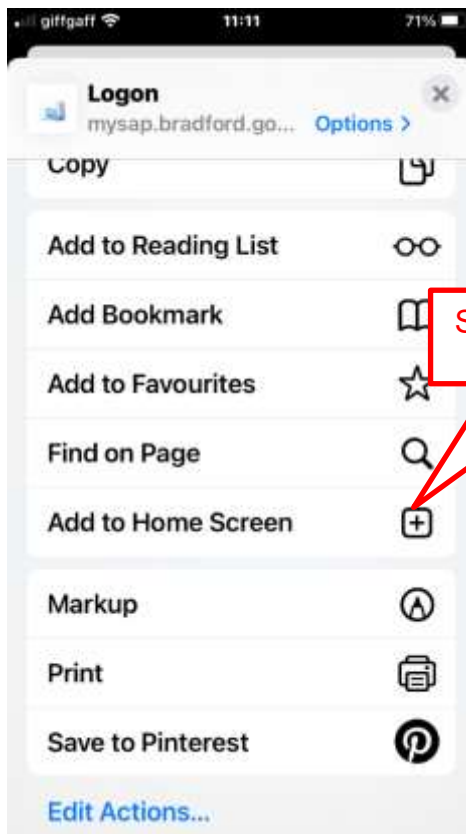 giffgaff 11:11 71%
Logon
mysap.bradford.go... Options >
Copy
Add to Reading List
Add Bookmark
S
Add to Favourites
Find on Page
Add to Home Screen
Markup
Print
Save to Pinterest
Edit Actions...